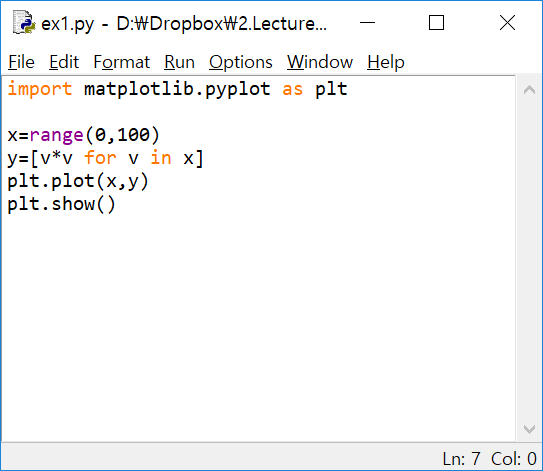 ex1.py - D:₩Dropbox₩2.Lecture...
File Edit Format Run Options Window Help
import matplotlib.pyplot as plt
x=range(0,100)
y=[v*v for v in x]
plt.plot(x,y)
plt.show()
Ln: 7 Col: 0